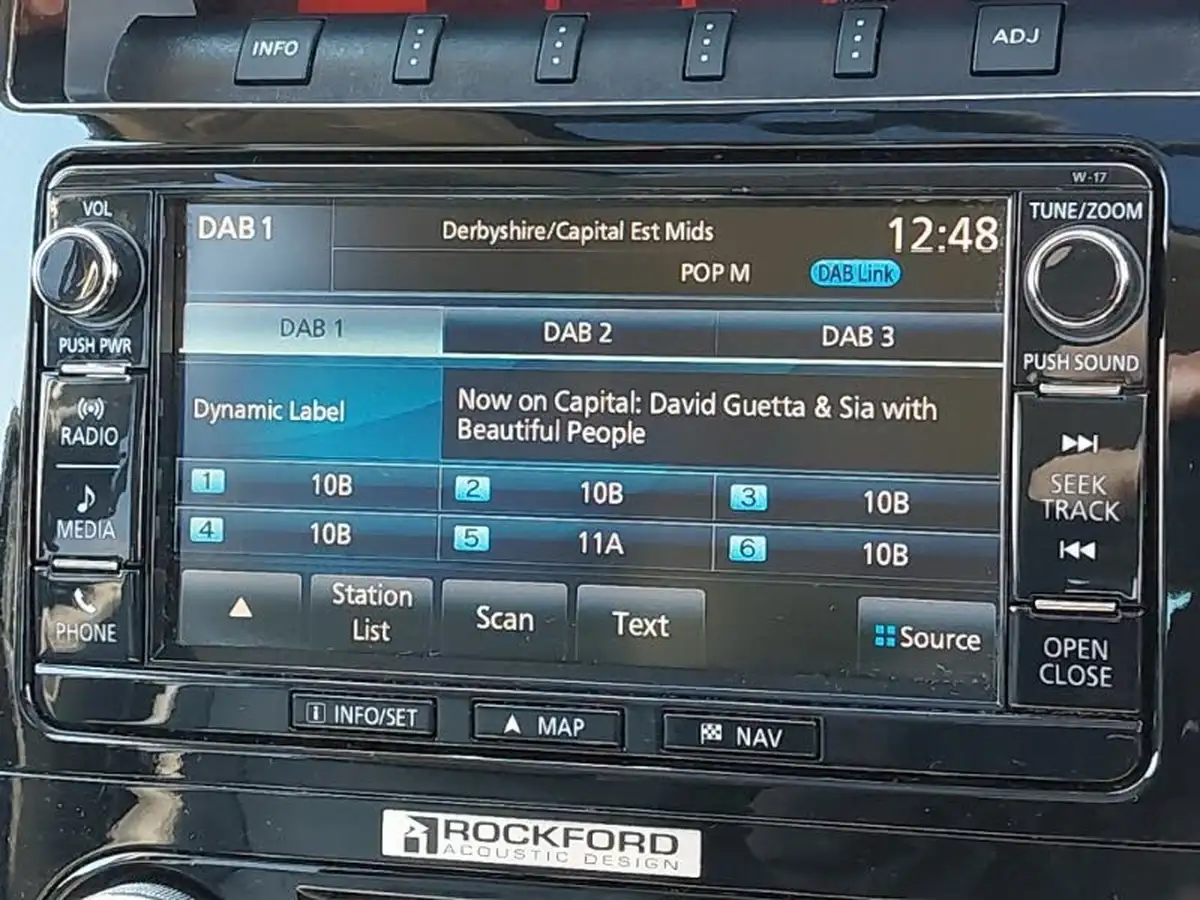 INFO
ADJ
W-17
VOL
PUSH PWR
RADIO
MEDIA
PHONE
DAB 1
Derbyshire/Capital Est Mids
12:48
POP M
DAB Link
DAB 1
DAB 2
DAB 3
Dynamic Label
Now on Capital: David Guetta & Sia with
Beautiful People
1 10B
2 10B
3 10B
4 10B
5 11A
6 10B
Station
List
Scan
Text
Source
TUNE/ZOOM
PUSH SOUND
SEEK
TRACK
OPEN
CLOSE
INFO/SET
MAP
NAV
ROCKFORD
ACOUSTIC DESIGN